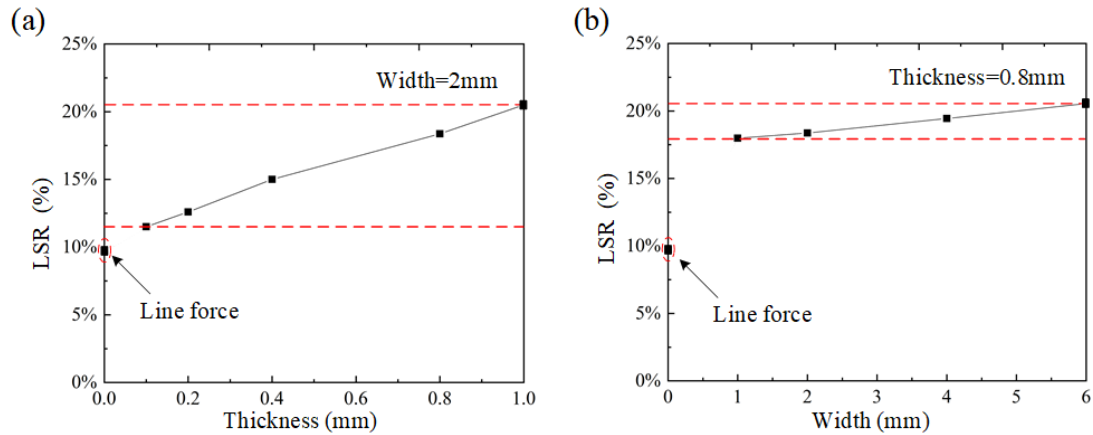 (a)
25%
20%
15%
10%
5%
0%
LSR (%)
Width=2mm
Line force
0.0 0.2 0.4 0.6 0.8 1.0
Thickness (mm)
(b)
25%
20%
15%
10%
5%
0%
LSR (%)
Thickness=0.8mm
Line force
0 1 2 3 4 5 6
Width (mm)